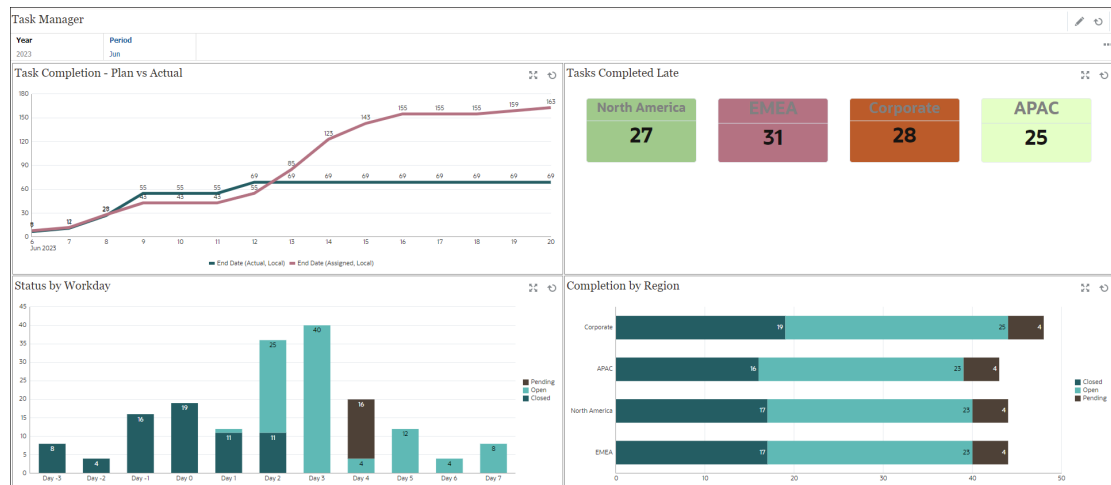 Task Manager
Year Period
2023 Jun
Task Completion - Plan vs Actual
180
150
120
90
60
30
0
55 55 55 69 69 69 69 69 69 69 69 69
12 28 43 43 43 55 85 123 143 155 155 155 159 163
6 7 8 9 10 11 12 13 14 15 16 17 18 19 20
Jun 2023
End Date (Actual, Local) End Date (Assigned, Local)
Tasks Completed Late
North America EMEA Corporate APAC
27 31 28 25
Status by Workday
45
40
35
30
25
20
15
10
5
0
8 4 16 19 11 11 25 40 4 16 12 4 8
Day -3 Day -2 Day -1 Day 0 Day 1 Day 2 Day 3 Day 4 Day 5 Day 6 Day 7
Pending
Open
Closed
Completion by Region
Corporate 19 25 4
APAC 16 23 4
North America 17 23 4
EMEA 17 23 4
0 10 20 30 40 50
Closed
Open
Pending